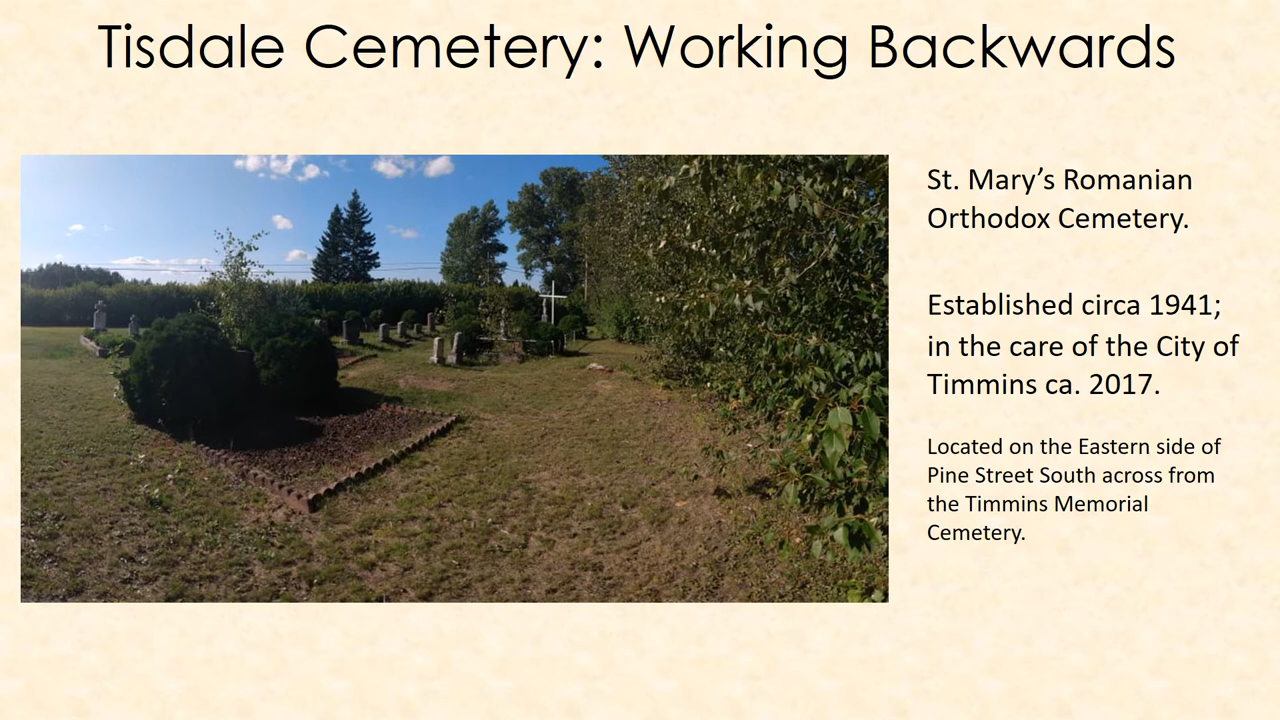 Tisdale Cemetery: Working Backwards
St. Mary’s Romanian
Orthodox Cemetery.
Established circa 1941;
in the care of the City of
Timmins ca. 2017.
Located on the Eastern side of
Pine Street South across from
the Timmins Memorial
Cemetery.